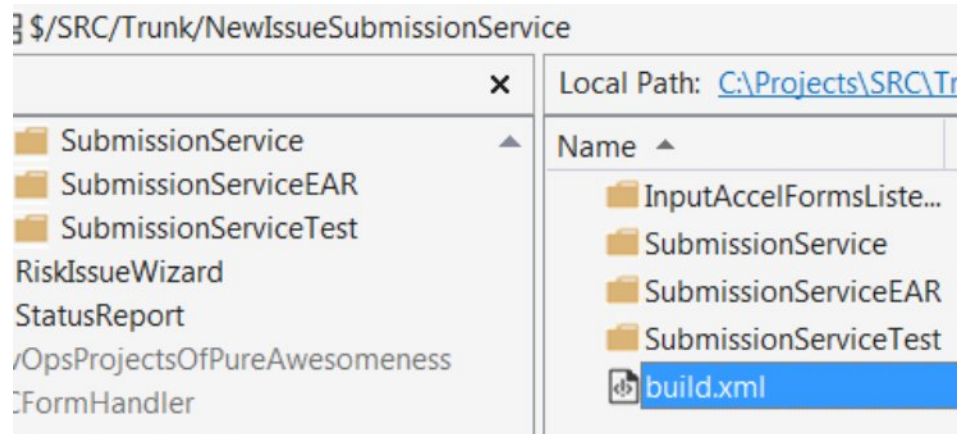 $/SRC/Trunk/NewIssueSubmissionService
SubmissionService
SubmissionServiceEAR
SubmissionServiceTest
RiskIssueWizard
StatusReport
vOpsProjectsOfPureAwesomeness
CFormHandler
Local Path: C:\Projects\SRC\Tr
Name
InputAccelFormsListe...
SubmissionService
SubmissionServiceEAR
SubmissionServiceTest
build.xml